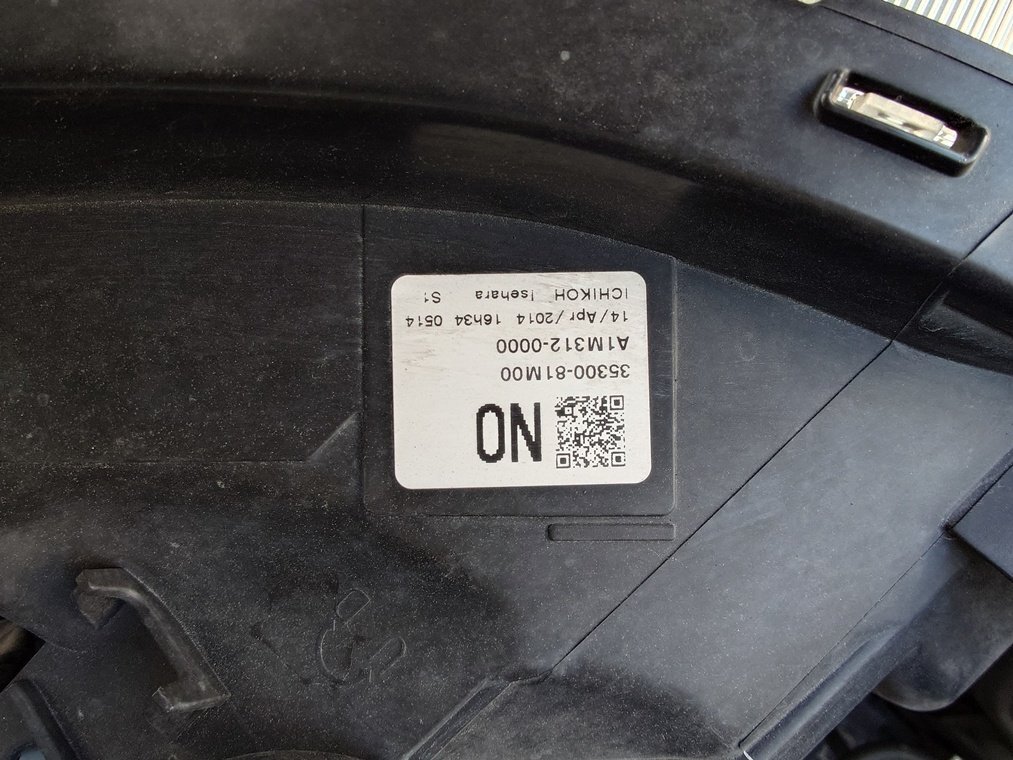 NO
35300-81M00
A1M312-0000
14/Apr/2014 16h34 0514
ICHIKOH Isehara S1